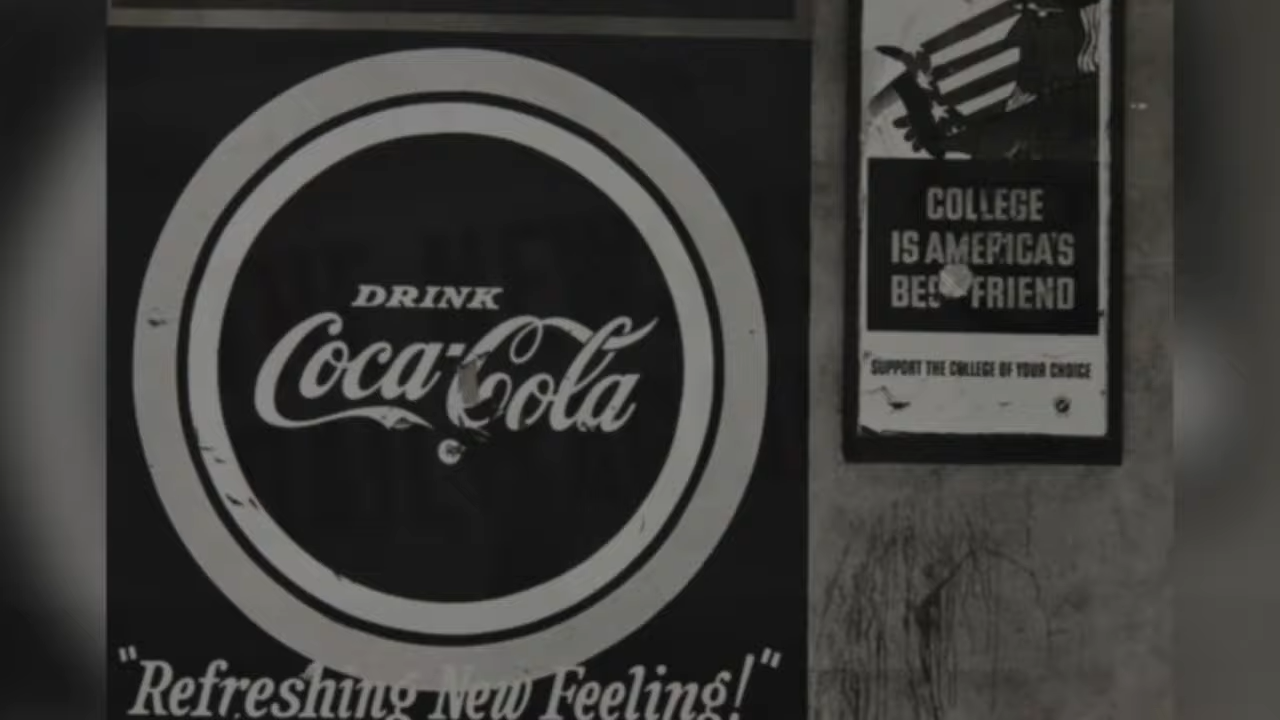 DRINK
Coca-Cola
"Refreshing New Feeling!"
COLLEGE
IS AMERICA'S
BEST FRIEND
SUPPORT THE COLLEGE OF YOUR CHOICE